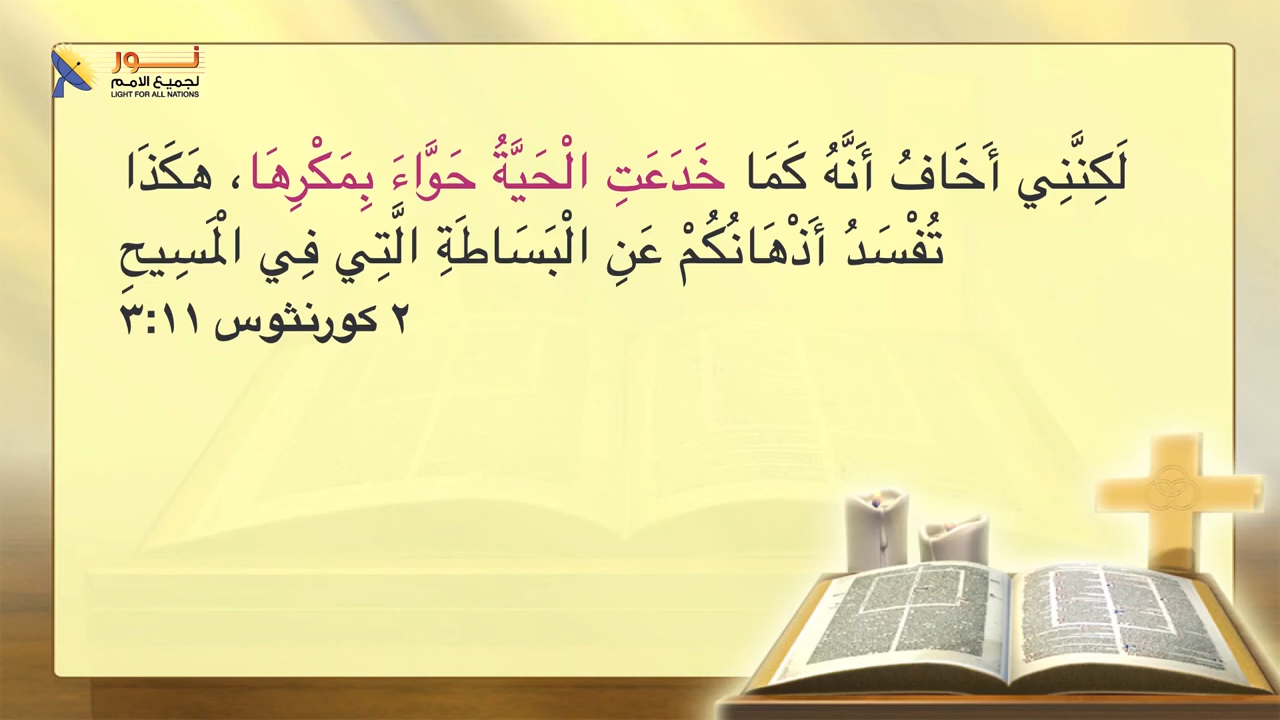 نـور
لجميع الامم
LIGHT FOR ALL NATIONS
لَكِنَّنِي أَخَافُ أَنَّهُ كَمَا خَدَعَتِ الْحَيَّةُ حَوَّاءَ بِمَكْرِهَا، هَكَذَا
تُفْسَدُ أَذْهَانُكُمْ عَنِ الْبَسَاطَةِ الَّتِي فِي الْمَسِيحِ
٢ كورنثوس ١١:٣